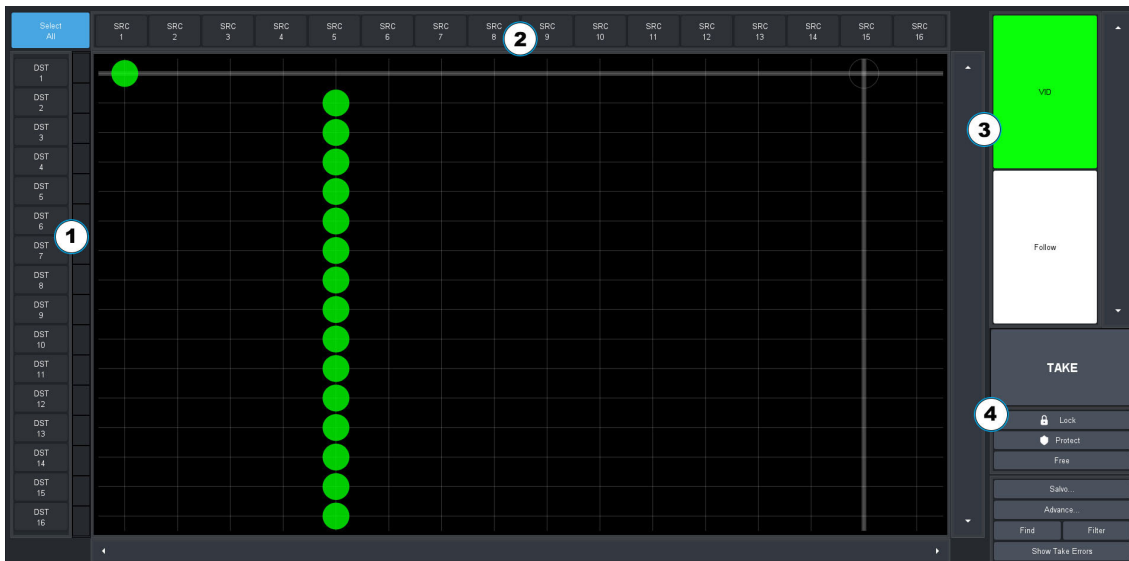 Select
All
SRC
1
SRC
2
SRC
3
SRC
4
SRC
5
SRC
6
SRC
7
SRC
8
SRC
9
SRC
10
SRC
11
SRC
12
SRC
13
SRC
14
SRC
15
SRC
16
2
DST
1
DST
2
DST
3
DST
4
DST
5
DST
6
DST
7
DST
8
DST
9
DST
10
DST
11
DST
12
DST
13
DST
14
DST
15
DST
16
1
VID
3
Follow
TAKE
4
Lock
Protect
Free
Salvo...
Advance...
Find
Filter
Show Take Errors